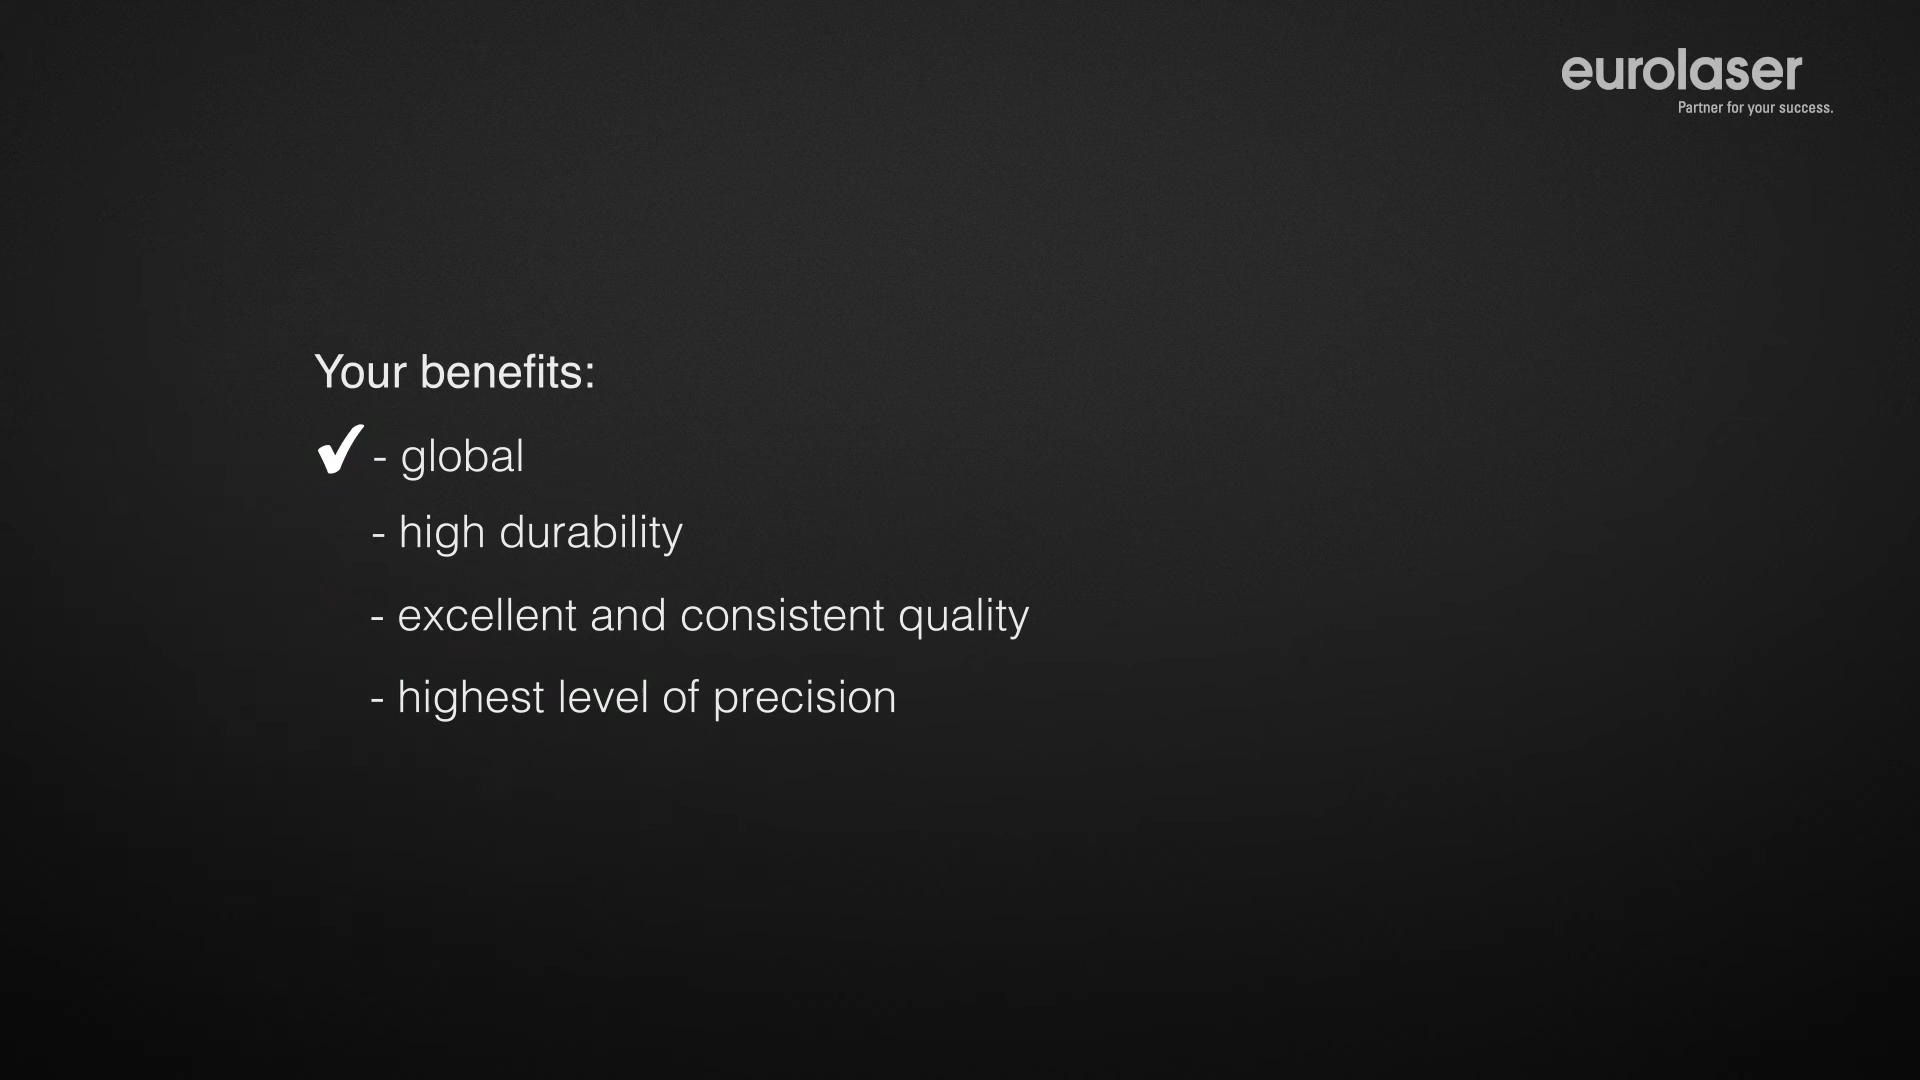 eurolaser
Partner for your success.
Your benefits:
✔ - global
- high durability
- excellent and consistent quality
- highest level of precision